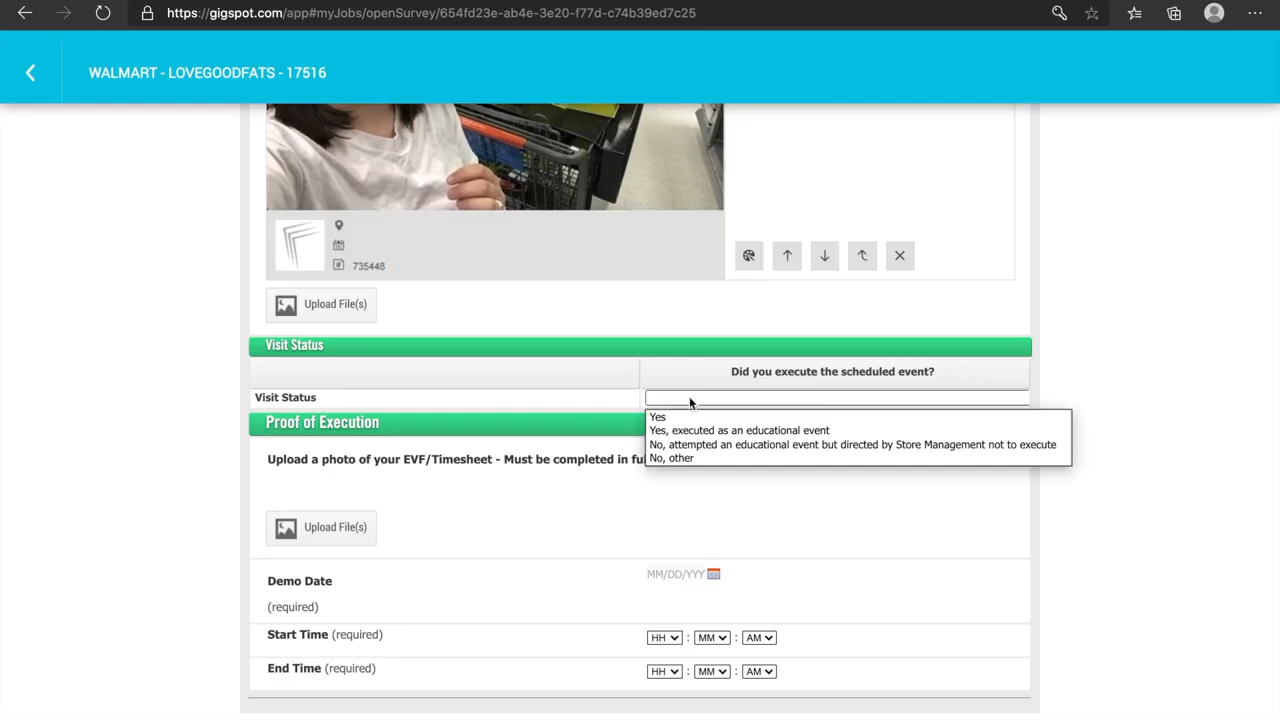 https://gigspot.com/app#myJobs/openSurvey/654fd23e-ab4e-3e20-f77d-c74b39ed7c25
WALMART - LOVEGOODFATS - 17516
735448
Upload File(s)
Visit Status
Did you execute the scheduled event?
Visit Status
Yes
Yes, executed as an educational event
No, attempted an educational event but directed by Store Management not to execute
No, other
Proof of Execution
Upload a photo of your EVF/Timesheet - Must be completed in fu
Upload File(s)
Demo Date
MM/DD/YYY
(required)
Start Time (required)
HH : MM : AM
End Time (required)
HH : MM : AM